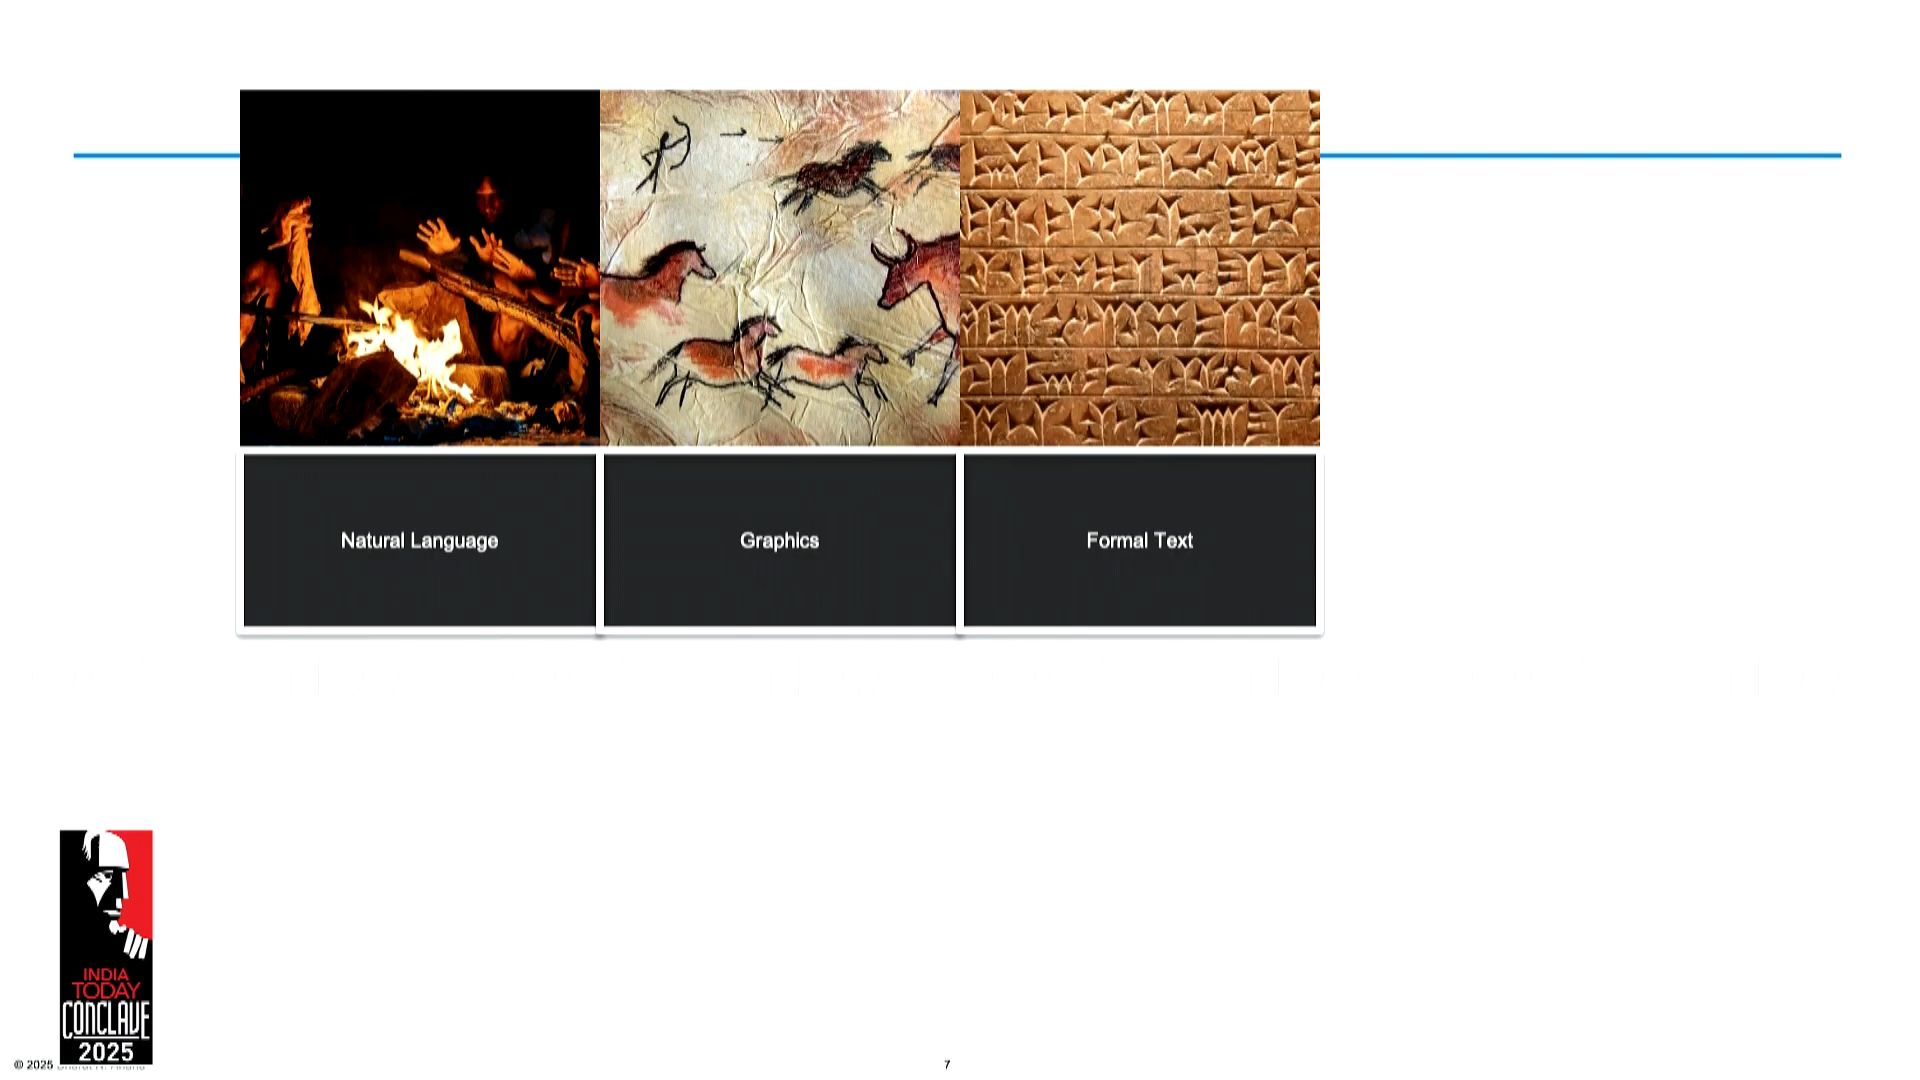 Natural Language
Graphics
Formal Text
INDIA
TODAY
CONCLAVE
2025
© 2025
7